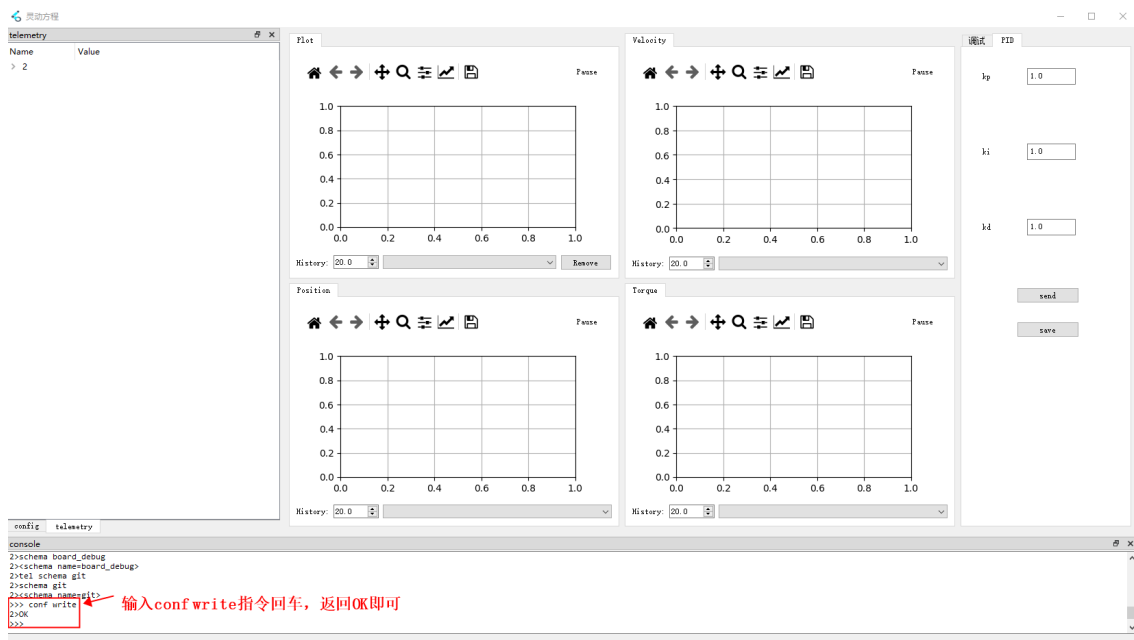 灵动方程
telemetry
Name Value
2
Plot
Pause
1.0
0.8
0.6
0.4
0.2
0.0
0.0 0.2 0.4 0.6 0.8 1.0
History: 20.0 Remove
Velocity
Pause
1.0
0.8
0.6
0.4
0.2
0.0
0.0 0.2 0.4 0.6 0.8 1.0
History: 20.0
Position
Pause
1.0
0.8
0.6
0.4
0.2
0.0
0.0 0.2 0.4 0.6 0.8 1.0
History: 20.0
Torque
Pause
1.0
0.8
0.6
0.4
0.2
0.0
0.0 0.2 0.4 0.6 0.8 1.0
History: 20.0
调试 PID
kp 1.0
ki 1.0
kd 1.0
send
save
config telemetry
console
2>schema board_debug
2><schema name=board_debug>
2>tel schema git
2>schema git
2><schema name=git>
>>> conf write
2>OK
>>>
输入conf write指令回车，返回OK即可